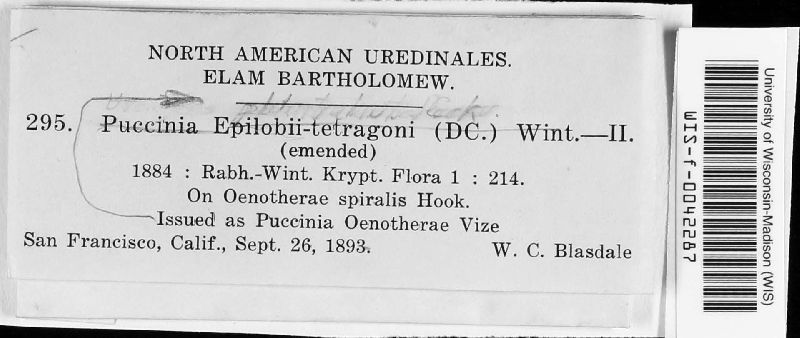 NORTH AMERICAN UREDINALES.
ELAM BARTHOLOMEW.
295. Puccinia Epilobii-tetragoni (DC.) Wint.—II.
(emended)
1884 : Rabh.-Wint. Krypt. Flora 1 : 214.
On Oenotherae spiralis Hook.
Issued as Puccinia Oenotherae Vize
San Francisco, Calif., Sept. 26, 1893. W. C. Blasdale
University of Wisconsin-Madison (WIS)
WIS-f-0042287